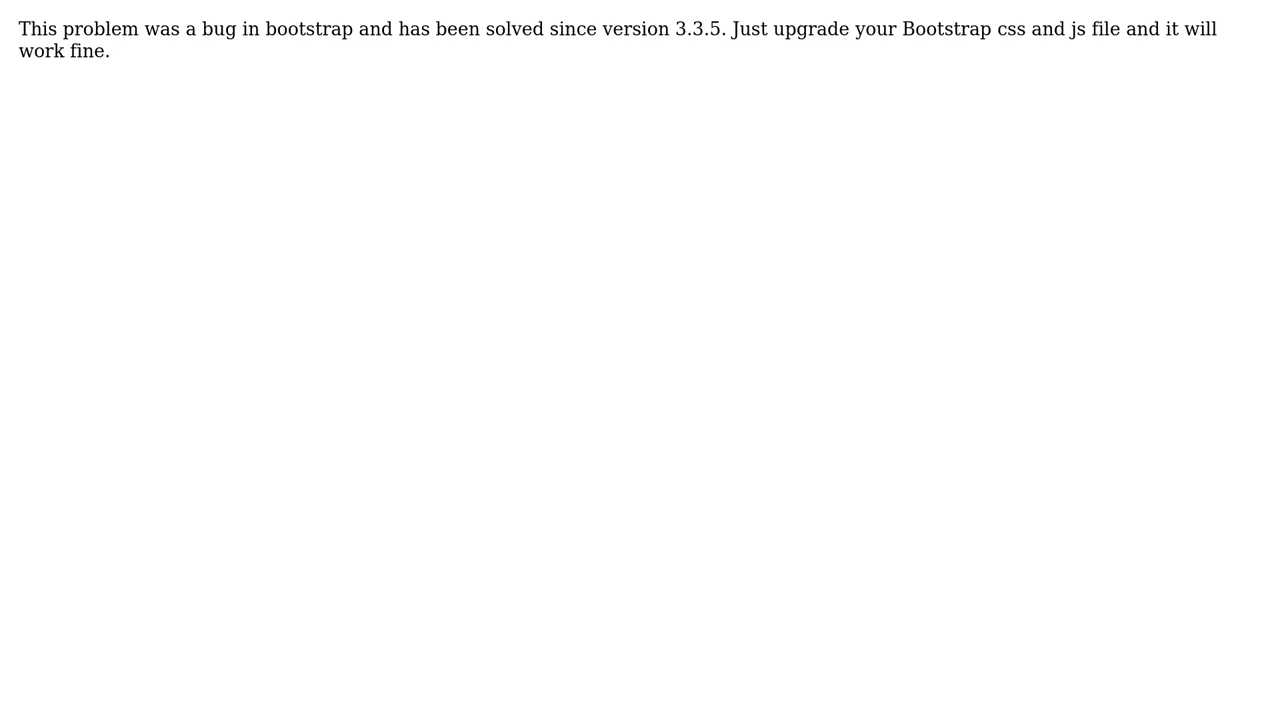 This problem was a bug in bootstrap and has been solved since version 3.3.5. Just upgrade your Bootstrap css and js file and it will
work fine.